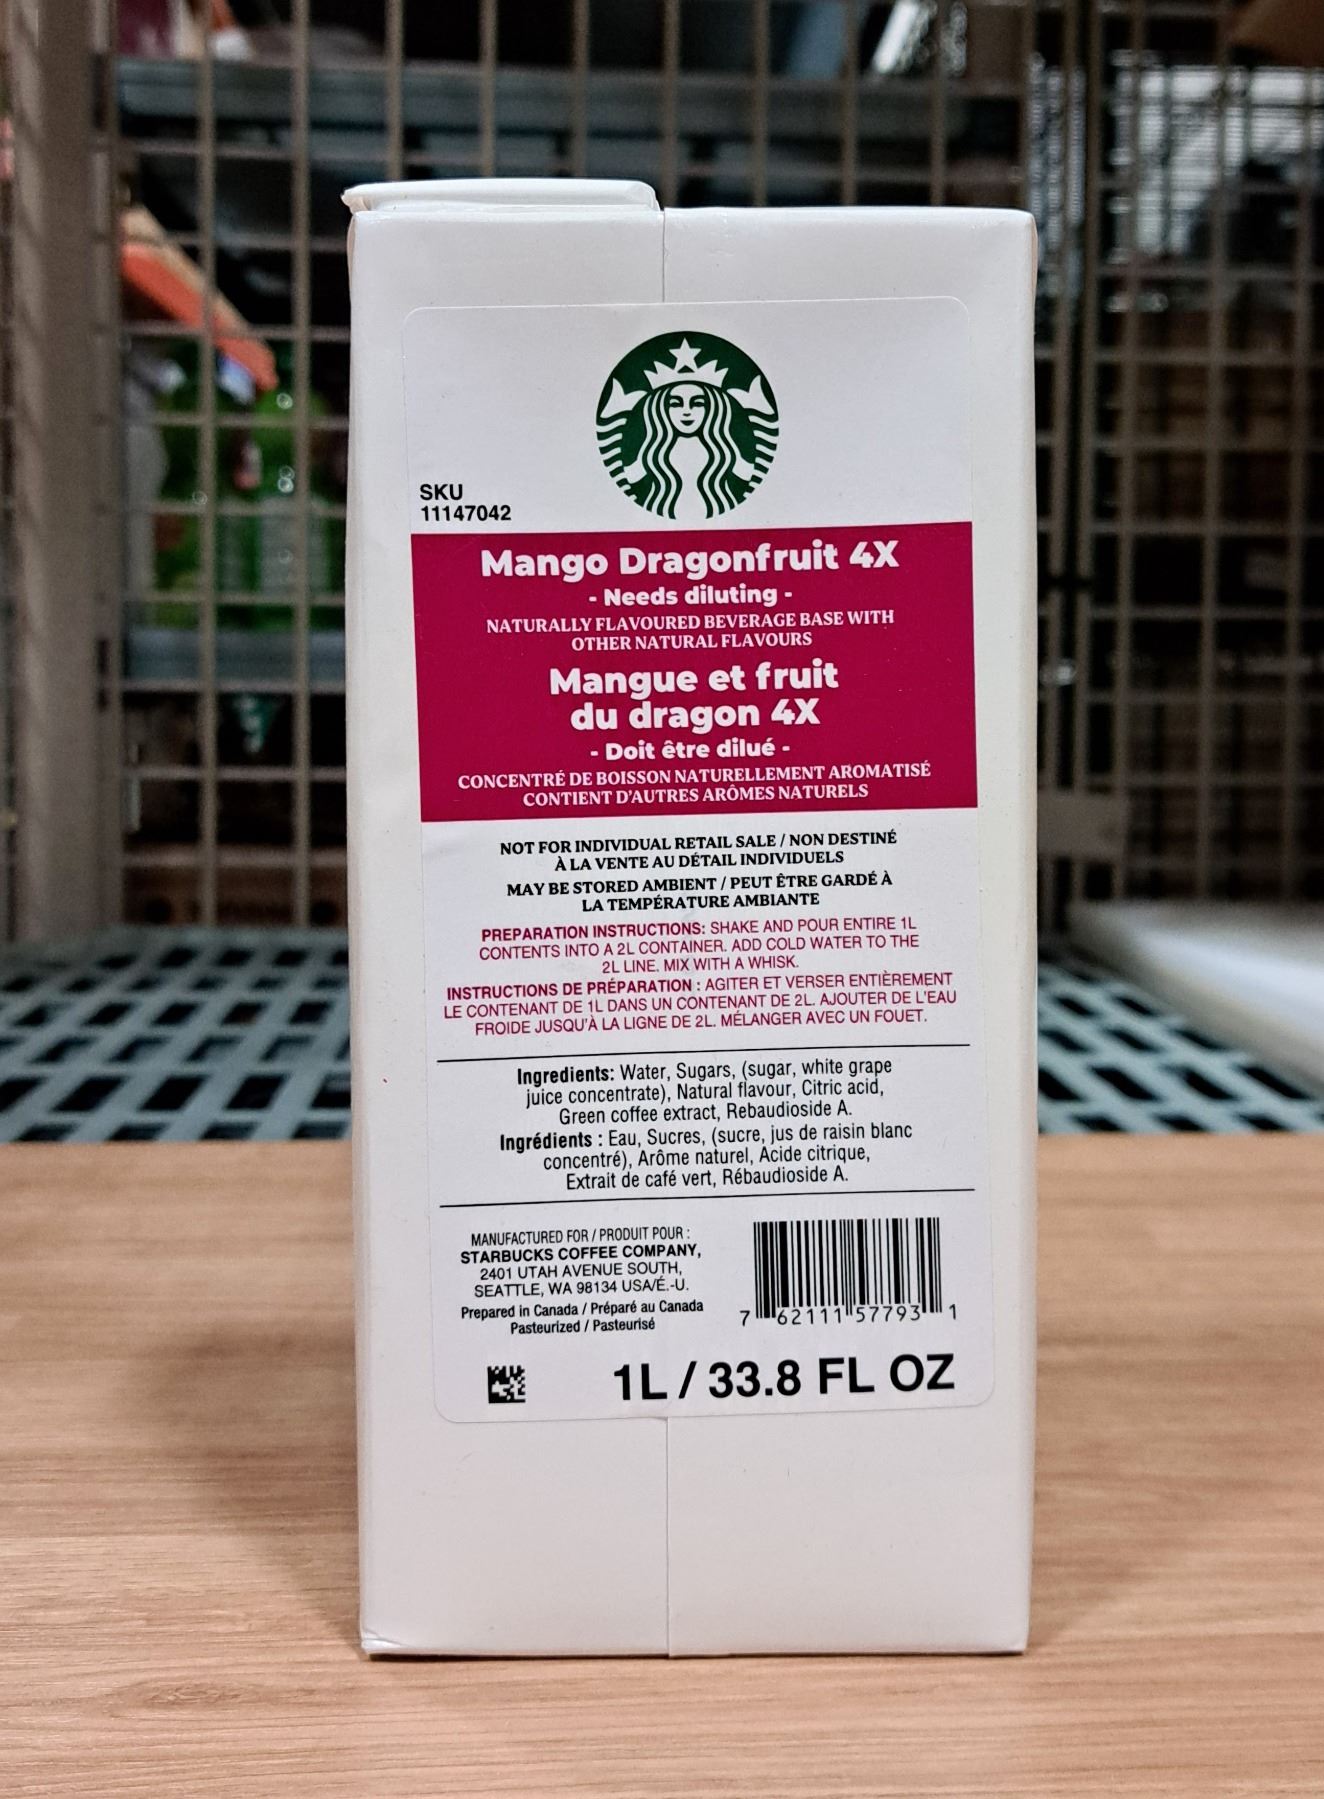 SKU
11147042
Mango Dragonfruit 4X
- Needs diluting -
NATURALLY FLAVOURED BEVERAGE BASE WITH
OTHER NATURAL FLAVOURS
Mangue et fruit
du dragon 4X
- Doit être dilué -
CONCENTRÉ DE BOISSON NATURELLEMENT AROMATISÉ
CONTIENT D'AUTRES ARÔMES NATURELS
NOT FOR INDIVIDUAL RETAIL SALE / NON DESTINÉ
À LA VENTE AU DÉTAIL INDIVIDUELS
MAY BE STORED AMBIENT / PEUT ÊTRE GARDÉ À
LA TEMPÉRATURE AMBIANTE
PREPARATION INSTRUCTIONS: SHAKE AND POUR ENTIRE 1L
CONTENTS INTO A 2L CONTAINER. ADD COLD WATER TO THE
2L LINE. MIX WITH A WHISK.
INSTRUCTIONS DE PRÉPARATION : AGITER ET VERSER ENTIÈREMENT
LE CONTENANT DE 1L DANS UN CONTENANT DE 2L. AJOUTER DE L'EAU
FROIDE JUSQU'À LA LIGNE DE 2L. MÉLANGER AVEC UN FOUET.
Ingredients: Water, Sugars, (sugar, white grape
juice concentrate), Natural flavour, Citric acid,
Green coffee extract, Rebaudioside A.
Ingrédients : Eau, Sucres, (sucre, jus de raisin blanc
concentré), Arôme naturel, Acide citrique,
Extrait de café vert, Rébaudioside A.
MANUFACTURED FOR / PRODUIT POUR :
STARBUCKS COFFEE COMPANY,
2401 UTAH AVENUE SOUTH,
SEATTLE, WA 98134 USA/É.-U.
Prepared in Canada / Préparé au Canada
Pasteurized / Pasteurisé
7 62111 57793 1
1L / 33.8 FL OZ